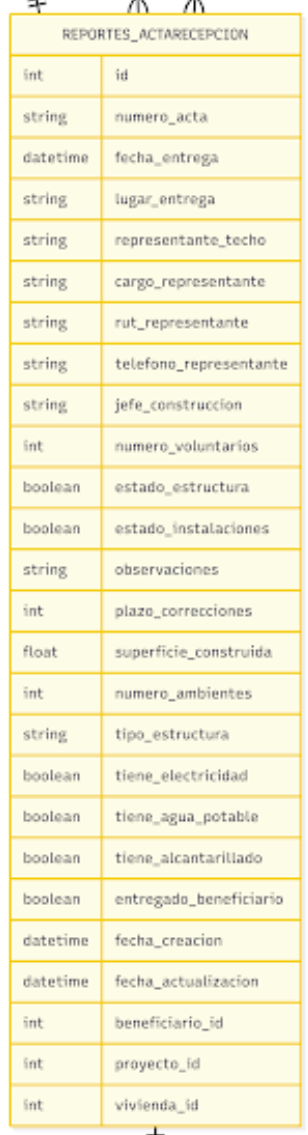 REPORTES_ACTARECEPCION
int id
string numero_acta
datetime fecha_entrega
string lugar_entrega
string representante_techo
string cargo_representante
string rut_representante
string telefono_representante
string jefe_construccion
int numero_voluntarios
boolean estado_estructura
boolean estado_instalaciones
string observaciones
int plazo_correcciones
float superficie_construida
int numero_ambientes
string tipo_estructura
boolean tiene_electricidad
boolean tiene_agua_potable
boolean tiene_alcantarillado
boolean entregado_beneficiario
datetime fecha_creacion
datetime fecha_actualizacion
int beneficiario_id
int proyecto_id
int vivienda_id